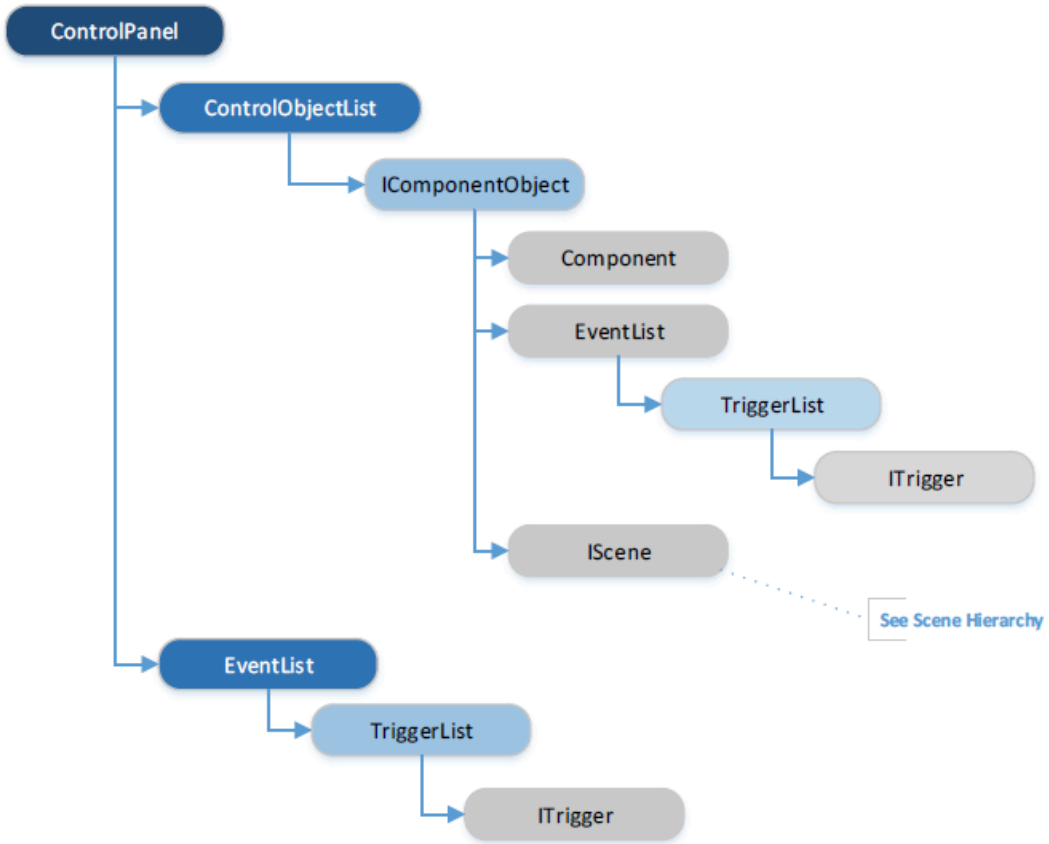 ControlPanel
ControlObjectList
IComponentObject
Component
EventList
TriggerList
ITrigger
IScene
See Scene Hierarchy
EventList
TriggerList
ITrigger